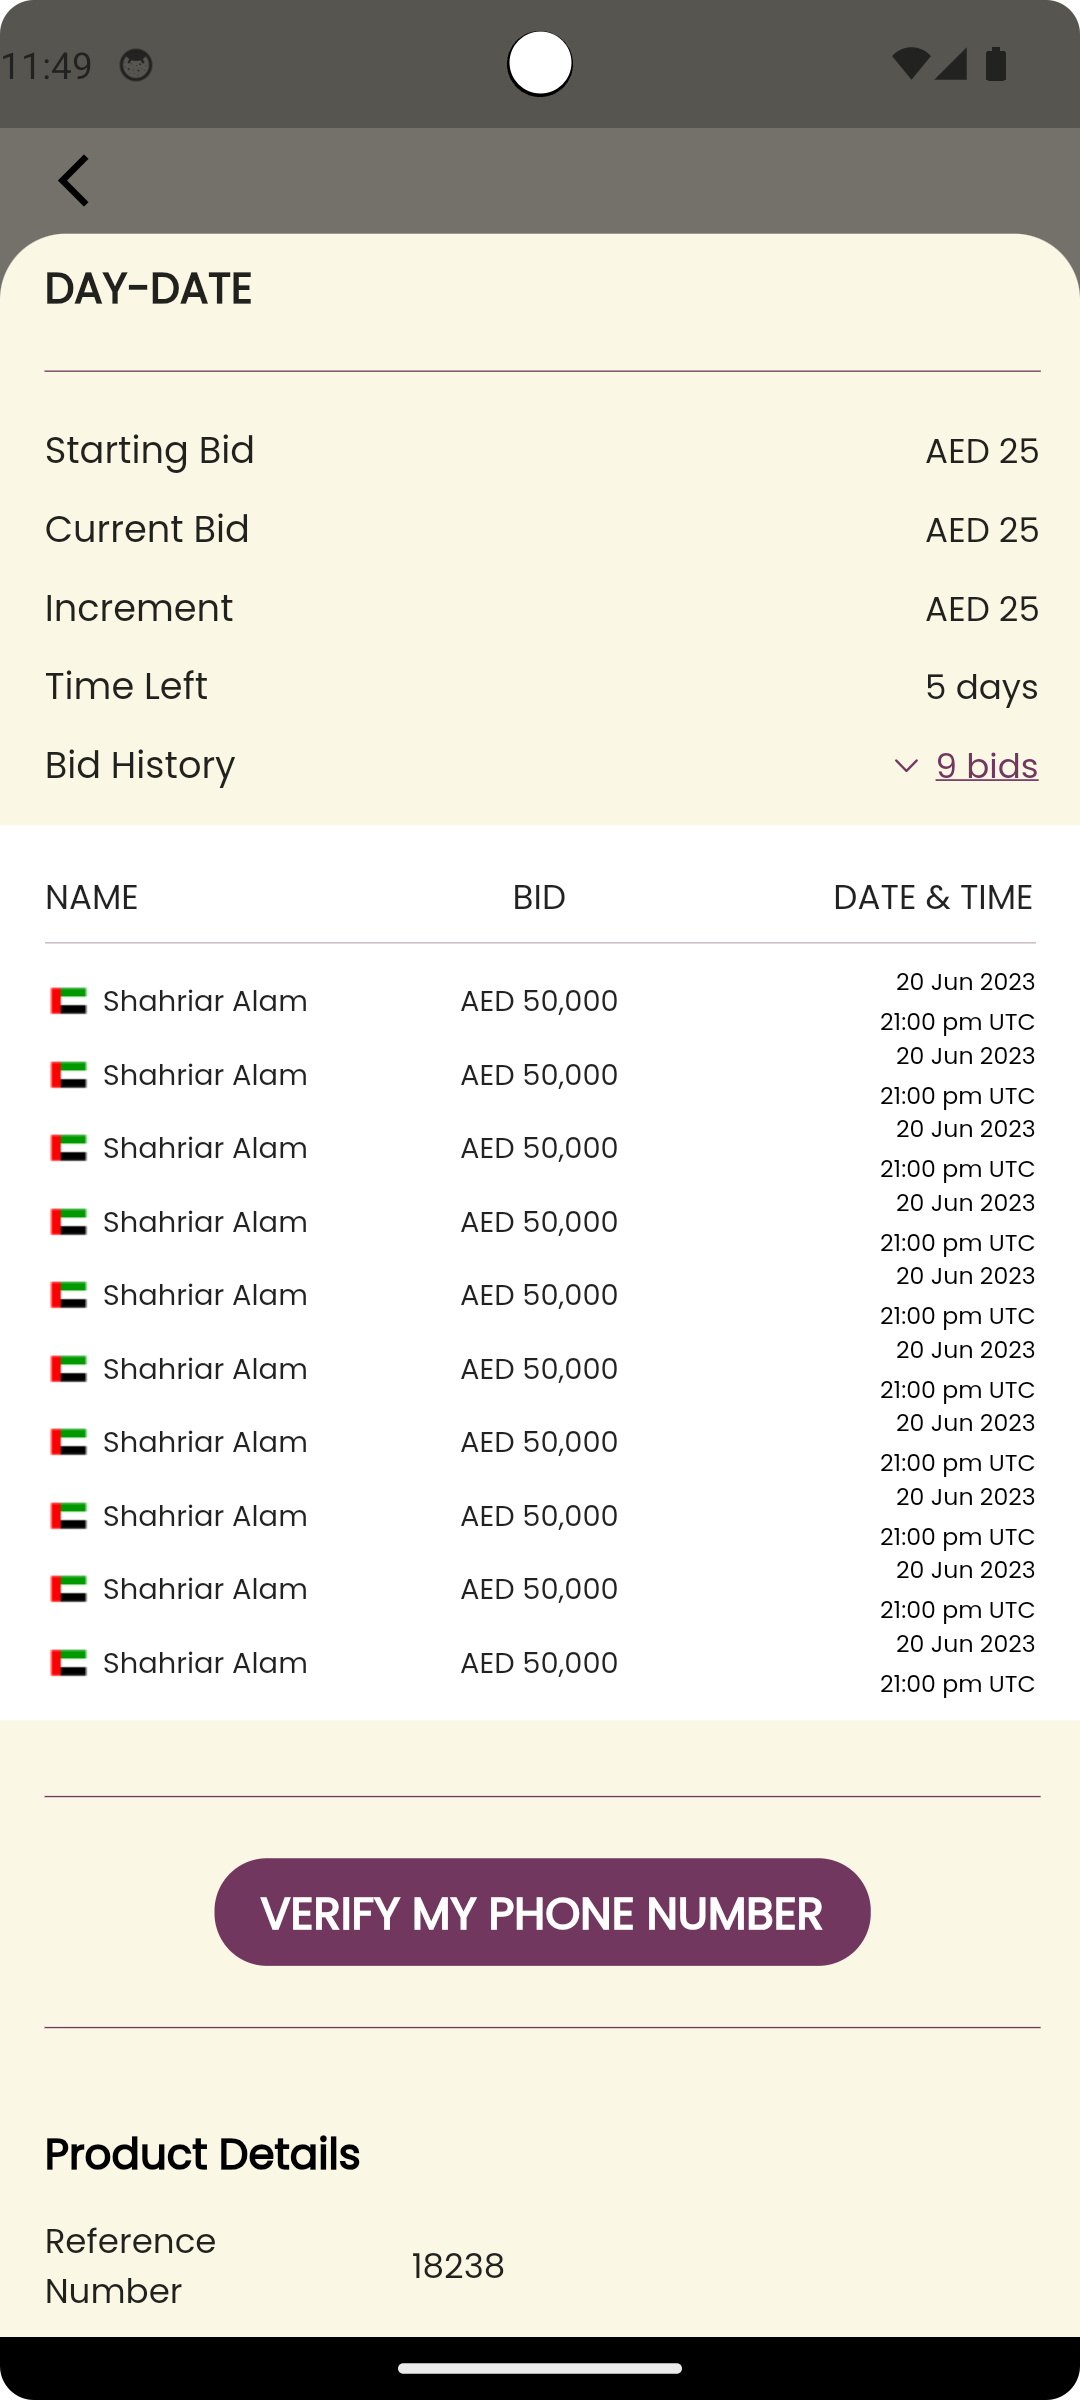 11:49
DAY-DATE
Starting Bid AED 25
Current Bid AED 25
Increment AED 25
Time Left 5 days
Bid History 9 bids
NAME BID DATE & TIME
Shahriar Alam AED 50,000 20 Jun 2023
21:00 pm UTC
Shahriar Alam AED 50,000 20 Jun 2023
21:00 pm UTC
Shahriar Alam AED 50,000 20 Jun 2023
21:00 pm UTC
Shahriar Alam AED 50,000 20 Jun 2023
21:00 pm UTC
Shahriar Alam AED 50,000 20 Jun 2023
21:00 pm UTC
Shahriar Alam AED 50,000 20 Jun 2023
21:00 pm UTC
Shahriar Alam AED 50,000 20 Jun 2023
21:00 pm UTC
Shahriar Alam AED 50,000 20 Jun 2023
21:00 pm UTC
Shahriar Alam AED 50,000 20 Jun 2023
21:00 pm UTC
Shahriar Alam AED 50,000 20 Jun 2023
21:00 pm UTC
VERIFY MY PHONE NUMBER
Product Details
Reference
Number 18238